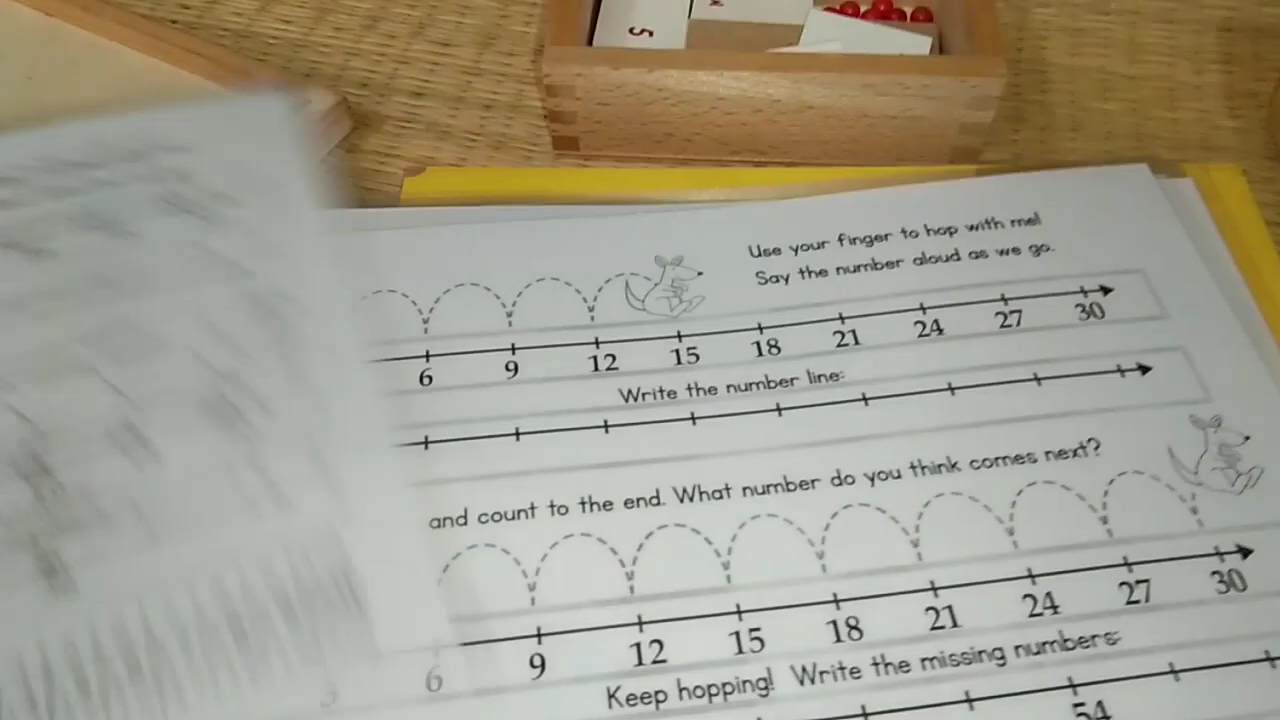 5
Use your finger to hop with me!
Say the number aloud as we go.
6 9 12 15 18 21 24 27 30
Write the number line:
and count to the end. What number do you think comes next?
6 9 12 15 18 21 24 27 30
Keep hopping! Write the missing numbers:
54